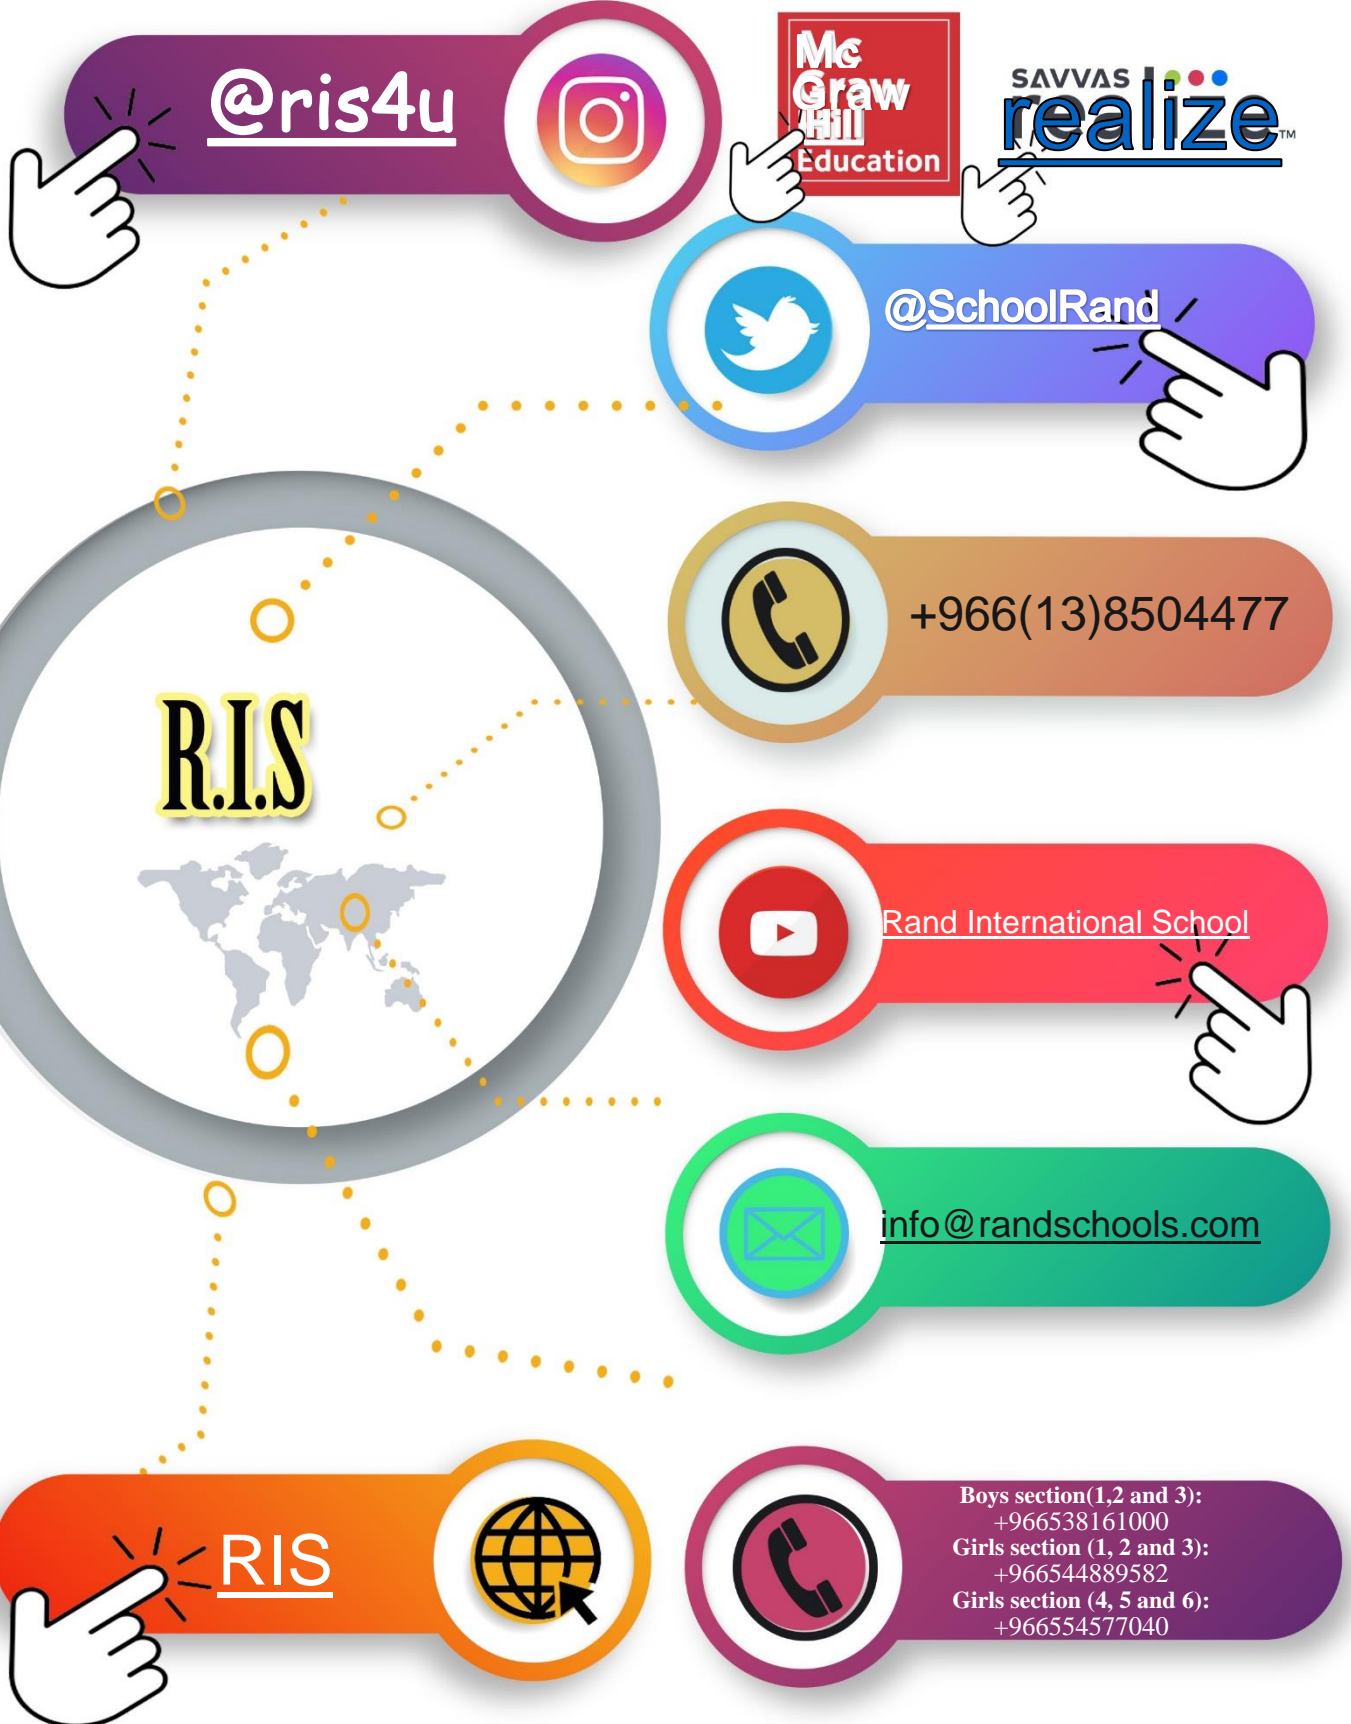 @ris4u
Mc
Graw
Hill
Education
SAVVAS
realize™
@SchoolRand
+966(13)8504477
R.I.S
Rand International School
info@randschools.com
RIS
Boys section(1,2 and 3):
+966538161000
Girls section (1, 2 and 3):
+966544889582
Girls section (4, 5 and 6):
+966554577040